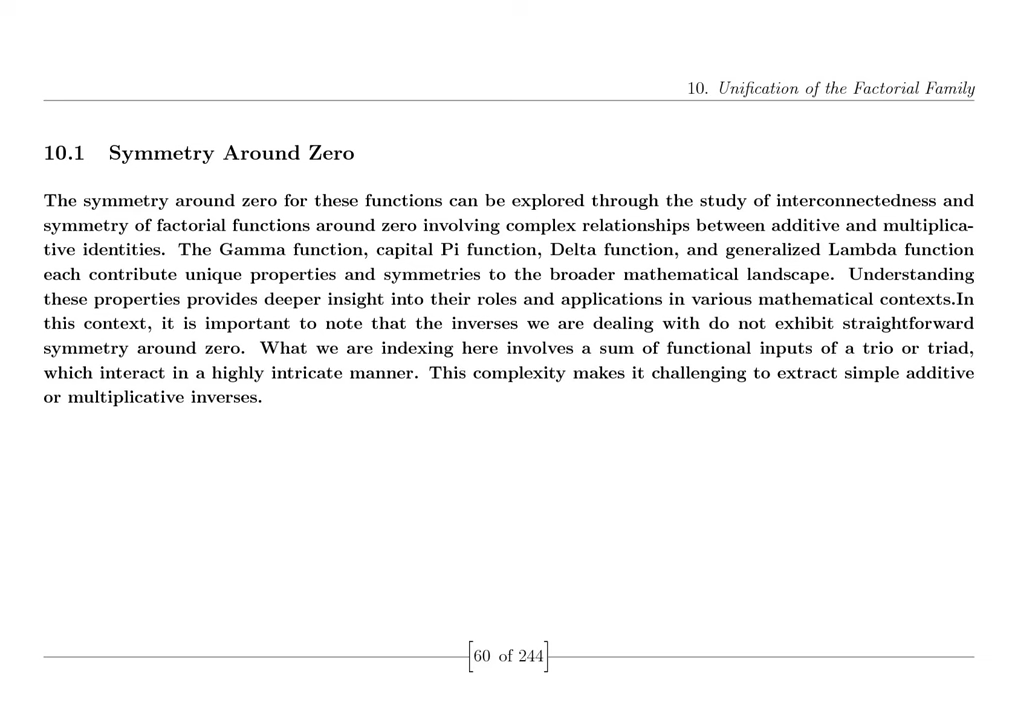 10. Unification of the Factorial Family
10.1 Symmetry Around Zero
The symmetry around zero for these functions can be explored through the study of interconnectedness and
symmetry of factorial functions around zero involving complex relationships between additive and multiplica-
tive identities. The Gamma function, capital Pi function, Delta function, and generalized Lambda function
each contribute unique properties and symmetries to the broader mathematical landscape. Understanding
these properties provides deeper insight into their roles and applications in various mathematical contexts.In
this context, it is important to note that the inverses we are dealing with do not exhibit straightforward
symmetry around zero. What we are indexing here involves a sum of functional inputs of a trio or triad,
which interact in a highly intricate manner. This complexity makes it challenging to extract simple additive
or multiplicative inverses.
[60 of 244]